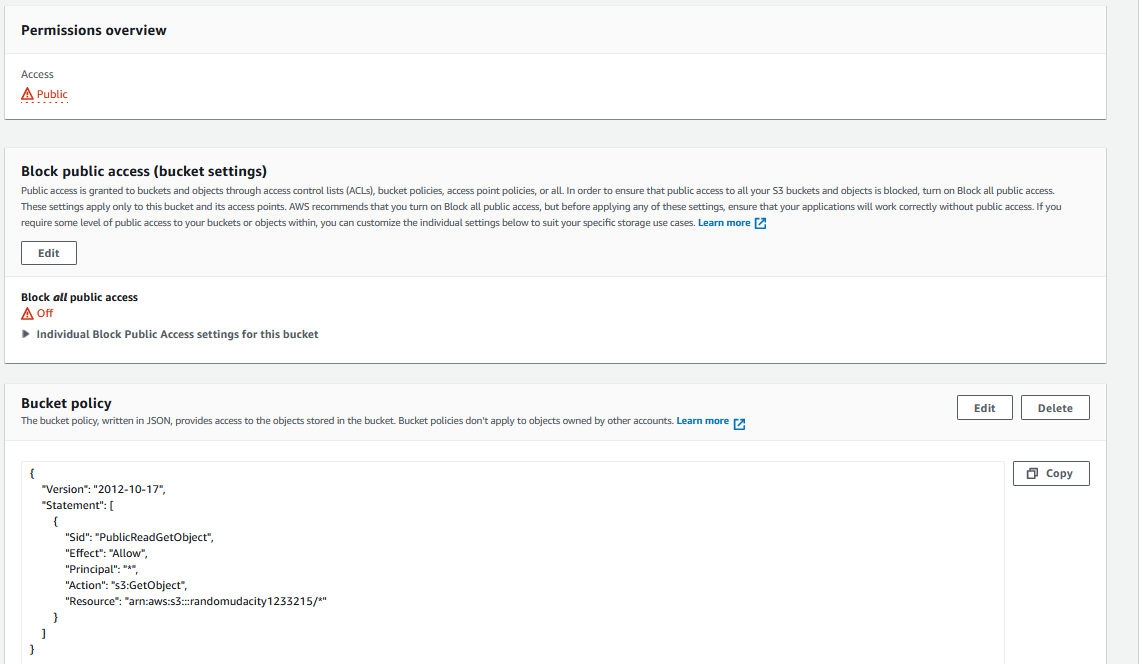 Permissions overview
Access
Public
Block public access (bucket settings)
Public access is granted to buckets and objects through access control lists (ACLs), bucket policies, access point policies, or all. In order to ensure that public access to all your S3 buckets and objects is blocked, turn on Block all public access.
These settings apply only to this bucket and its access points. AWS recommends that you turn on Block all public access, but before applying any of these settings, ensure that your applications will work correctly without public access. If you
require some level of public access to your buckets or objects within, you can customize the individual settings below to suit your specific storage use cases. Learn more
Edit
Block all public access
Off
Individual Block Public Access settings for this bucket
Bucket policy
Edit
Delete
The bucket policy, written in JSON, provides access to the objects stored in the bucket. Bucket policies don't apply to objects owned by other accounts. Learn more
Copy
{
"Version": "2012-10-17",
"Statement": [
{
"Sid": "PublicReadGetObject",
"Effect": "Allow",
"Principal": "*",
"Action": "s3:GetObject",
"Resource": "arn:aws:s3:::randomudacity1233215/*"
}
]
}